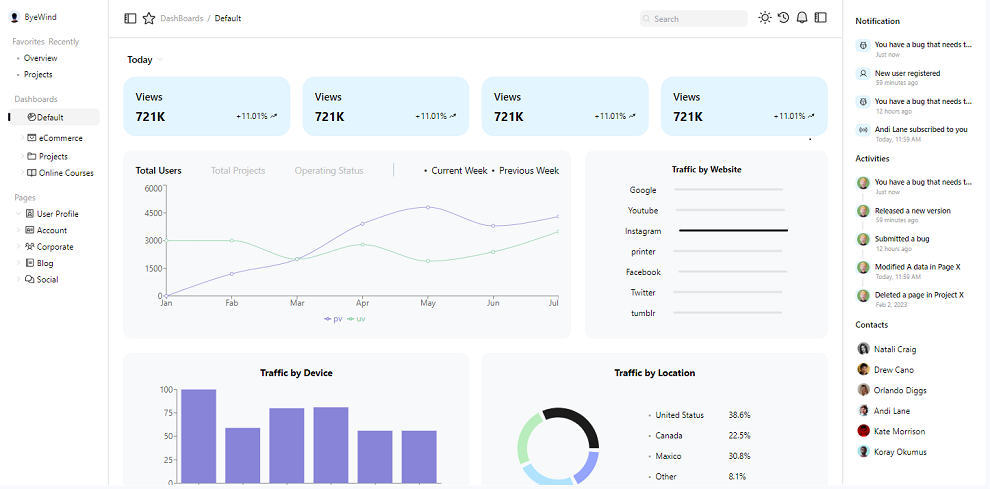 ByeWind
Favorites Recently
Overview
Projects
Dashboards
Default
eCommerce
Projects
Online Courses
Pages
User Profile
Account
Corporate
Blog
Social
DashBoards / Default
Search
Today
Views
721K
+11.01%
Views
721K
+11.01%
Views
721K
+11.01%
Views
721K
+11.01%
Total Users
Total Projects
Operating Status
Current Week
Previous Week
6000
4500
3000
1500
0
Jan
Fab
Mar
Apr
May
Jun
Jul
pv
uv
Traffic by Website
Google
Youtube
Instagram
printer
Facebook
Twitter
tumblr
Traffic by Device
100
75
50
25
Traffic by Location
United Status 38.6%
Canada 22.5%
Maxico 30.8%
Other 8.1%
Notification
You have a bug that needs t...
Just now
New user registered
59 minutes ago
You have a bug that needs t...
12 hours ago
Andi Lane subscribed to you
Today, 11:59 AM
Activities
You have a bug that needs t...
Just now
Released a new version
59 minutes ago
Submitted a bug
12 hours ago
Modified A data in Page X
Today, 11:59 AM
Deleted a page in Project X
Feb 2, 2023
Contacts
Natali Craig
Drew Cano
Orlando Diggs
Andi Lane
Kate Morrison
Koray Okumus